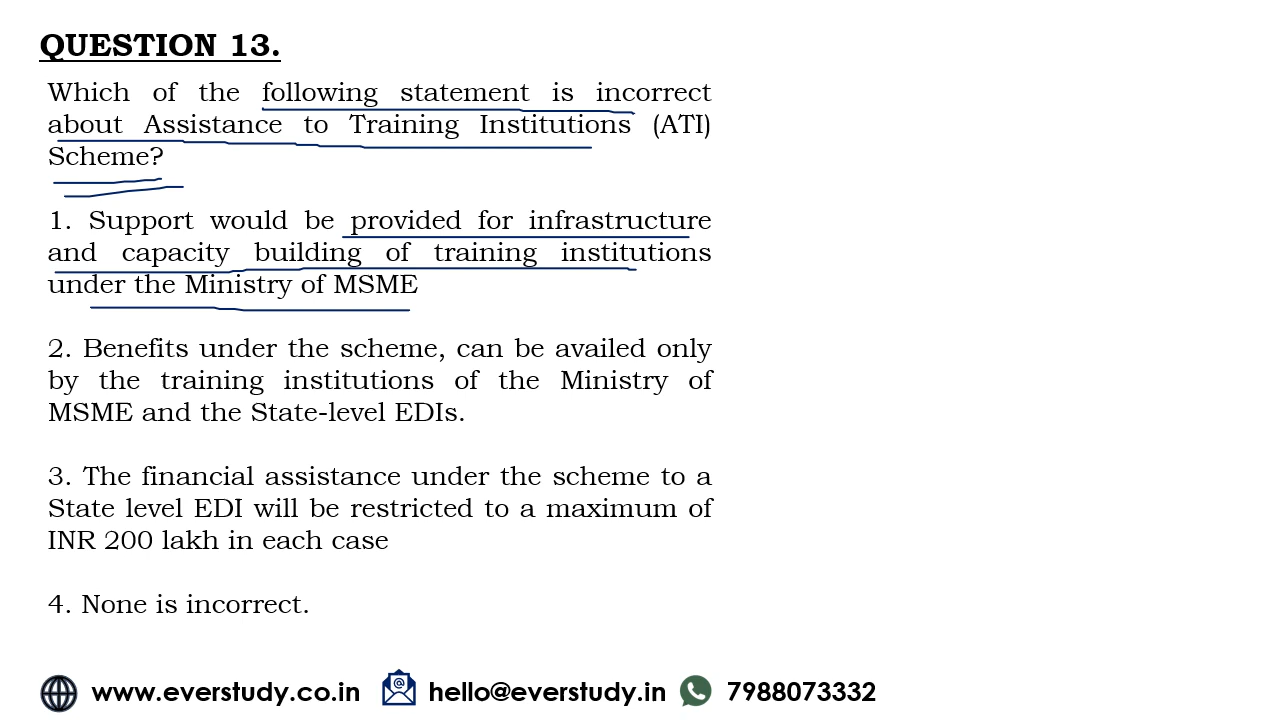 QUESTION 13.
Which of the following statement is incorrect
about Assistance to Training Institutions (ATI)
Scheme?
1. Support would be provided for infrastructure
and capacity building of training institutions
under the Ministry of MSME
2. Benefits under the scheme, can be availed only
by the training institutions of the Ministry of
MSME and the State-level EDIs.
3. The financial assistance under the scheme to a
State level EDI will be restricted to a maximum of
INR 200 lakh in each case
4. None is incorrect.
www.everstudy.co.in hello@everstudy.in 7988073332